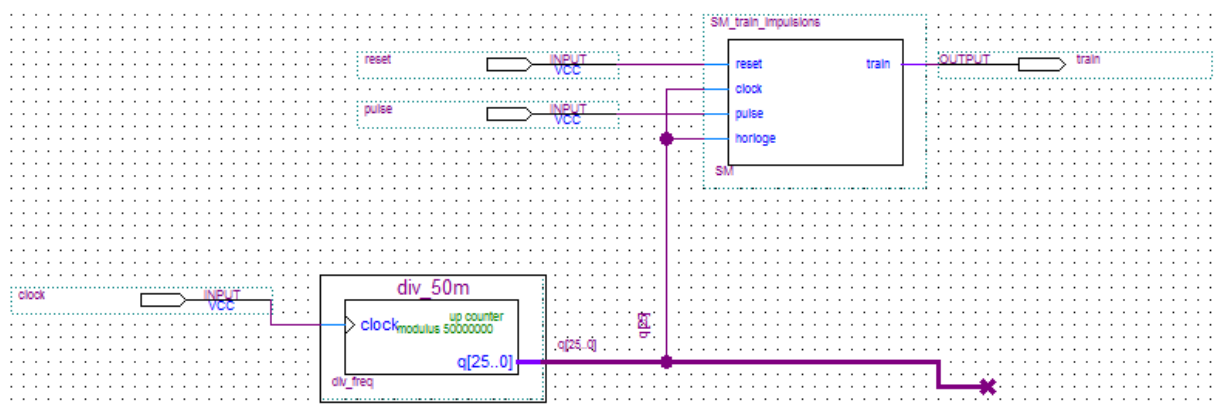 SM_train_impulsions
reset
INPUT
VCC
reset
train
OUTPUT
train
clock
pulse
INPUT
VCC
pulse
horloge
SM
div_50m
clock
INPUT
VCC
up counter
clock
modulus 50000000
q[25..0]
q[25..0]
div_freq